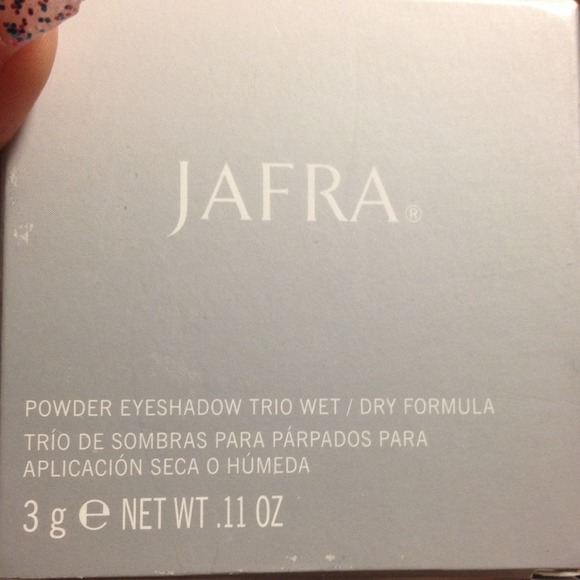 JAFRA®
POWDER EYESHADOW TRIO WET / DRY FORMULA
TRÍO DE SOMBRAS PARA PÁRPADOS PARA
APLICACIÓN SECA O HÚMEDA
3 g ℮ NET WT .11 OZ